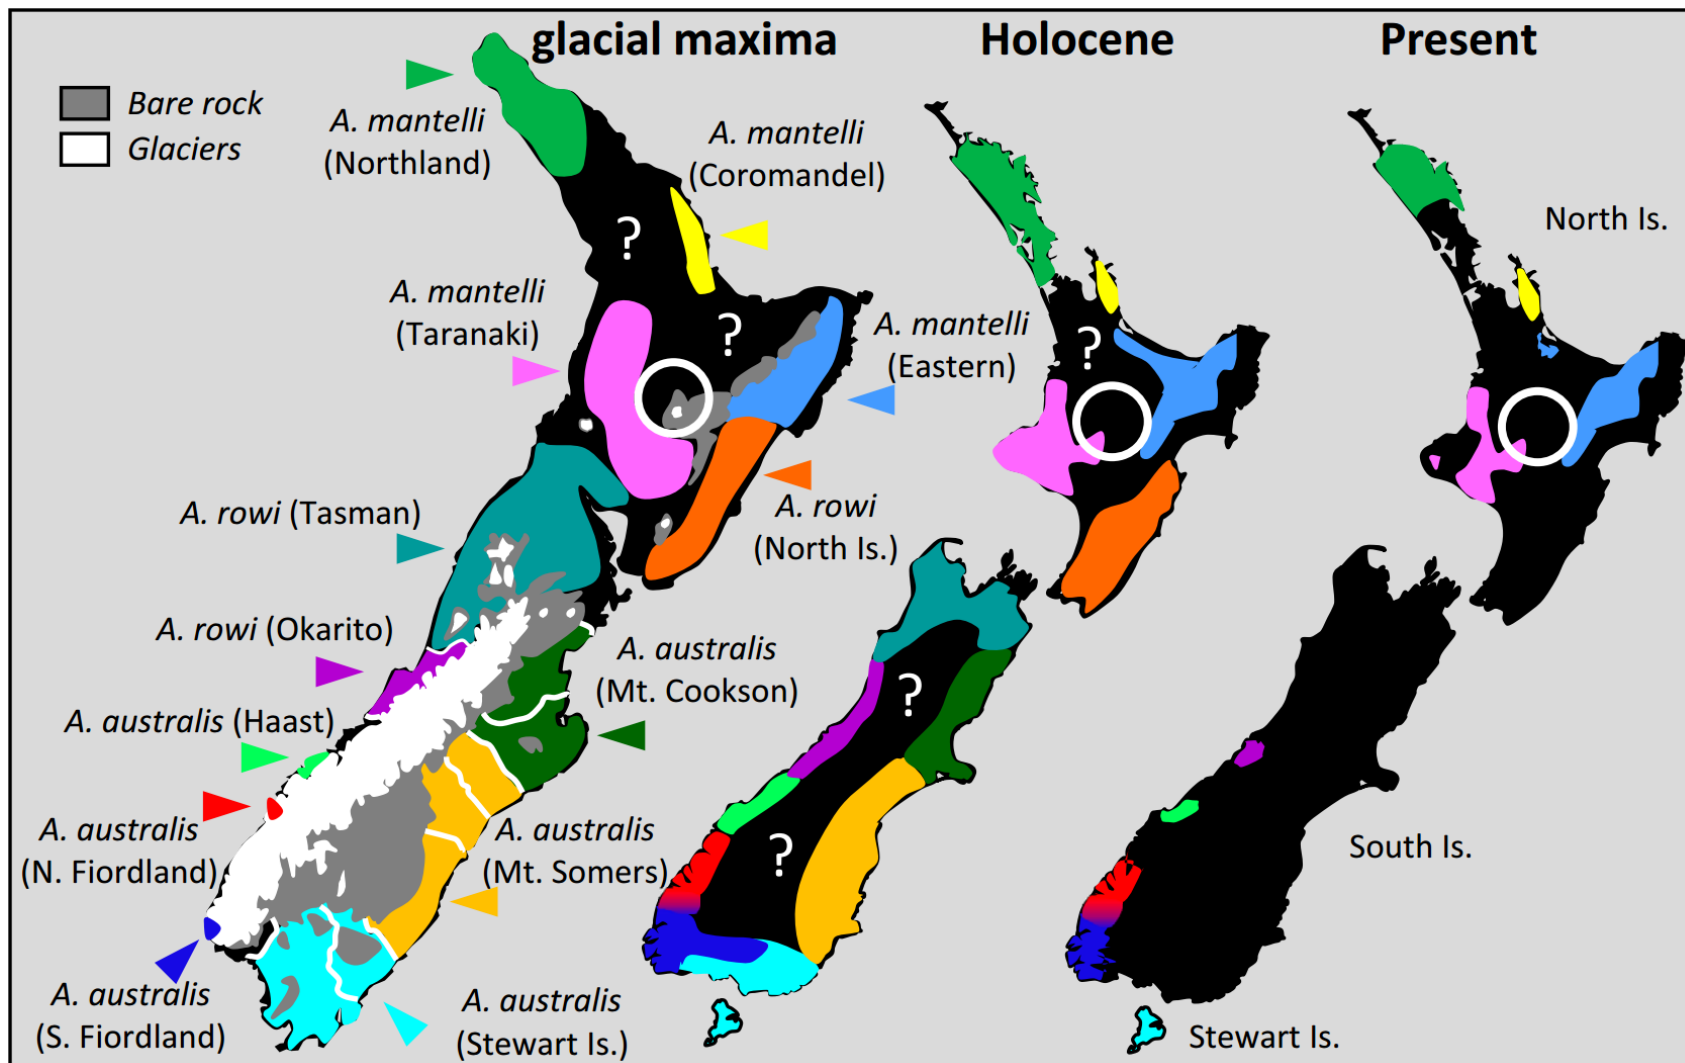 glacial maxima
Holocene
Present
Bare rock
Glaciers
A. mantelli
(Northland)
A. mantelli
(Coromandel)
North Is.
?
A. mantelli
(Taranaki)
?
A. mantelli
(Eastern)
?
A. rowi (Tasman)
A. rowi
(North Is.)
A. rowi (Okarito)
A. australis
(Mt. Cookson)
?
A. australis (Haast)
A. australis
(N. Fiordland)
A. australis
(Mt. Somers)
?
South Is.
A. australis
(S. Fiordland)
A. australis
(Stewart Is.)
Stewart Is.